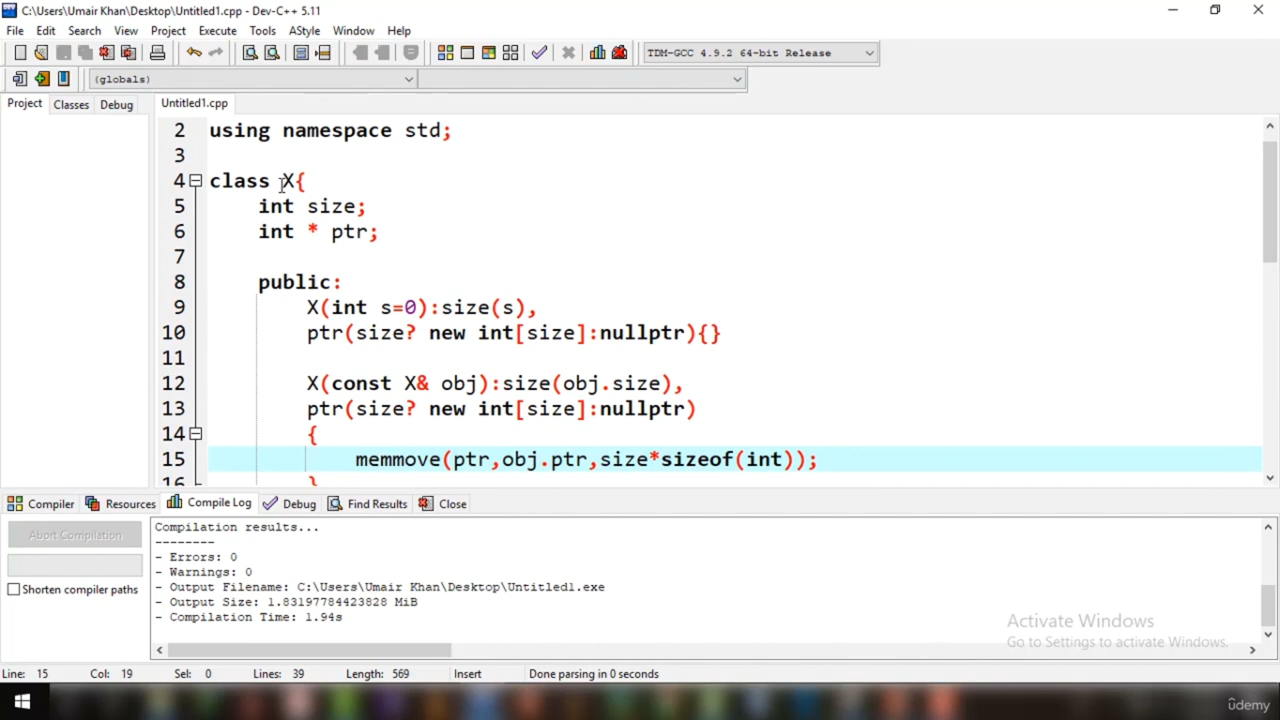 C:\Users\Umair Khan\Desktop\Untitled1.cpp - Dev-C++ 5.11
File Edit Search View Project Execute Tools AStyle Window Help
TDM-GCC 4.9.2 64-bit Release
(globals)
Project Classes Debug Untitled1.cpp
2 using namespace std;
3
4 class X{
5 int size;
6 int * ptr;
7
8 public:
9 X(int s=0):size(s),
10 ptr(size? new int[size]:nullptr){}
11
12 X(const X& obj):size(obj.size),
13 ptr(size? new int[size]:nullptr)
14 {
15 memmove(ptr,obj.ptr,size*sizeof(int));
16 }
Compiler Resources Compile Log Debug Find Results Close
Abort Compilation
Shorten compiler paths
Compilation results...
--------
- Errors: 0
- Warnings: 0
- Output Filename: C:\Users\Umair Khan\Desktop\Untitled1.exe
- Output Size: 1.83197784423828 MiB
- Compilation Time: 1.94s
Activate Windows
Go to Settings to activate Windows.
Line: 15 Col: 19 Sel: 0 Lines: 39 Length: 569 Insert Done parsing in 0 seconds
ûdemy